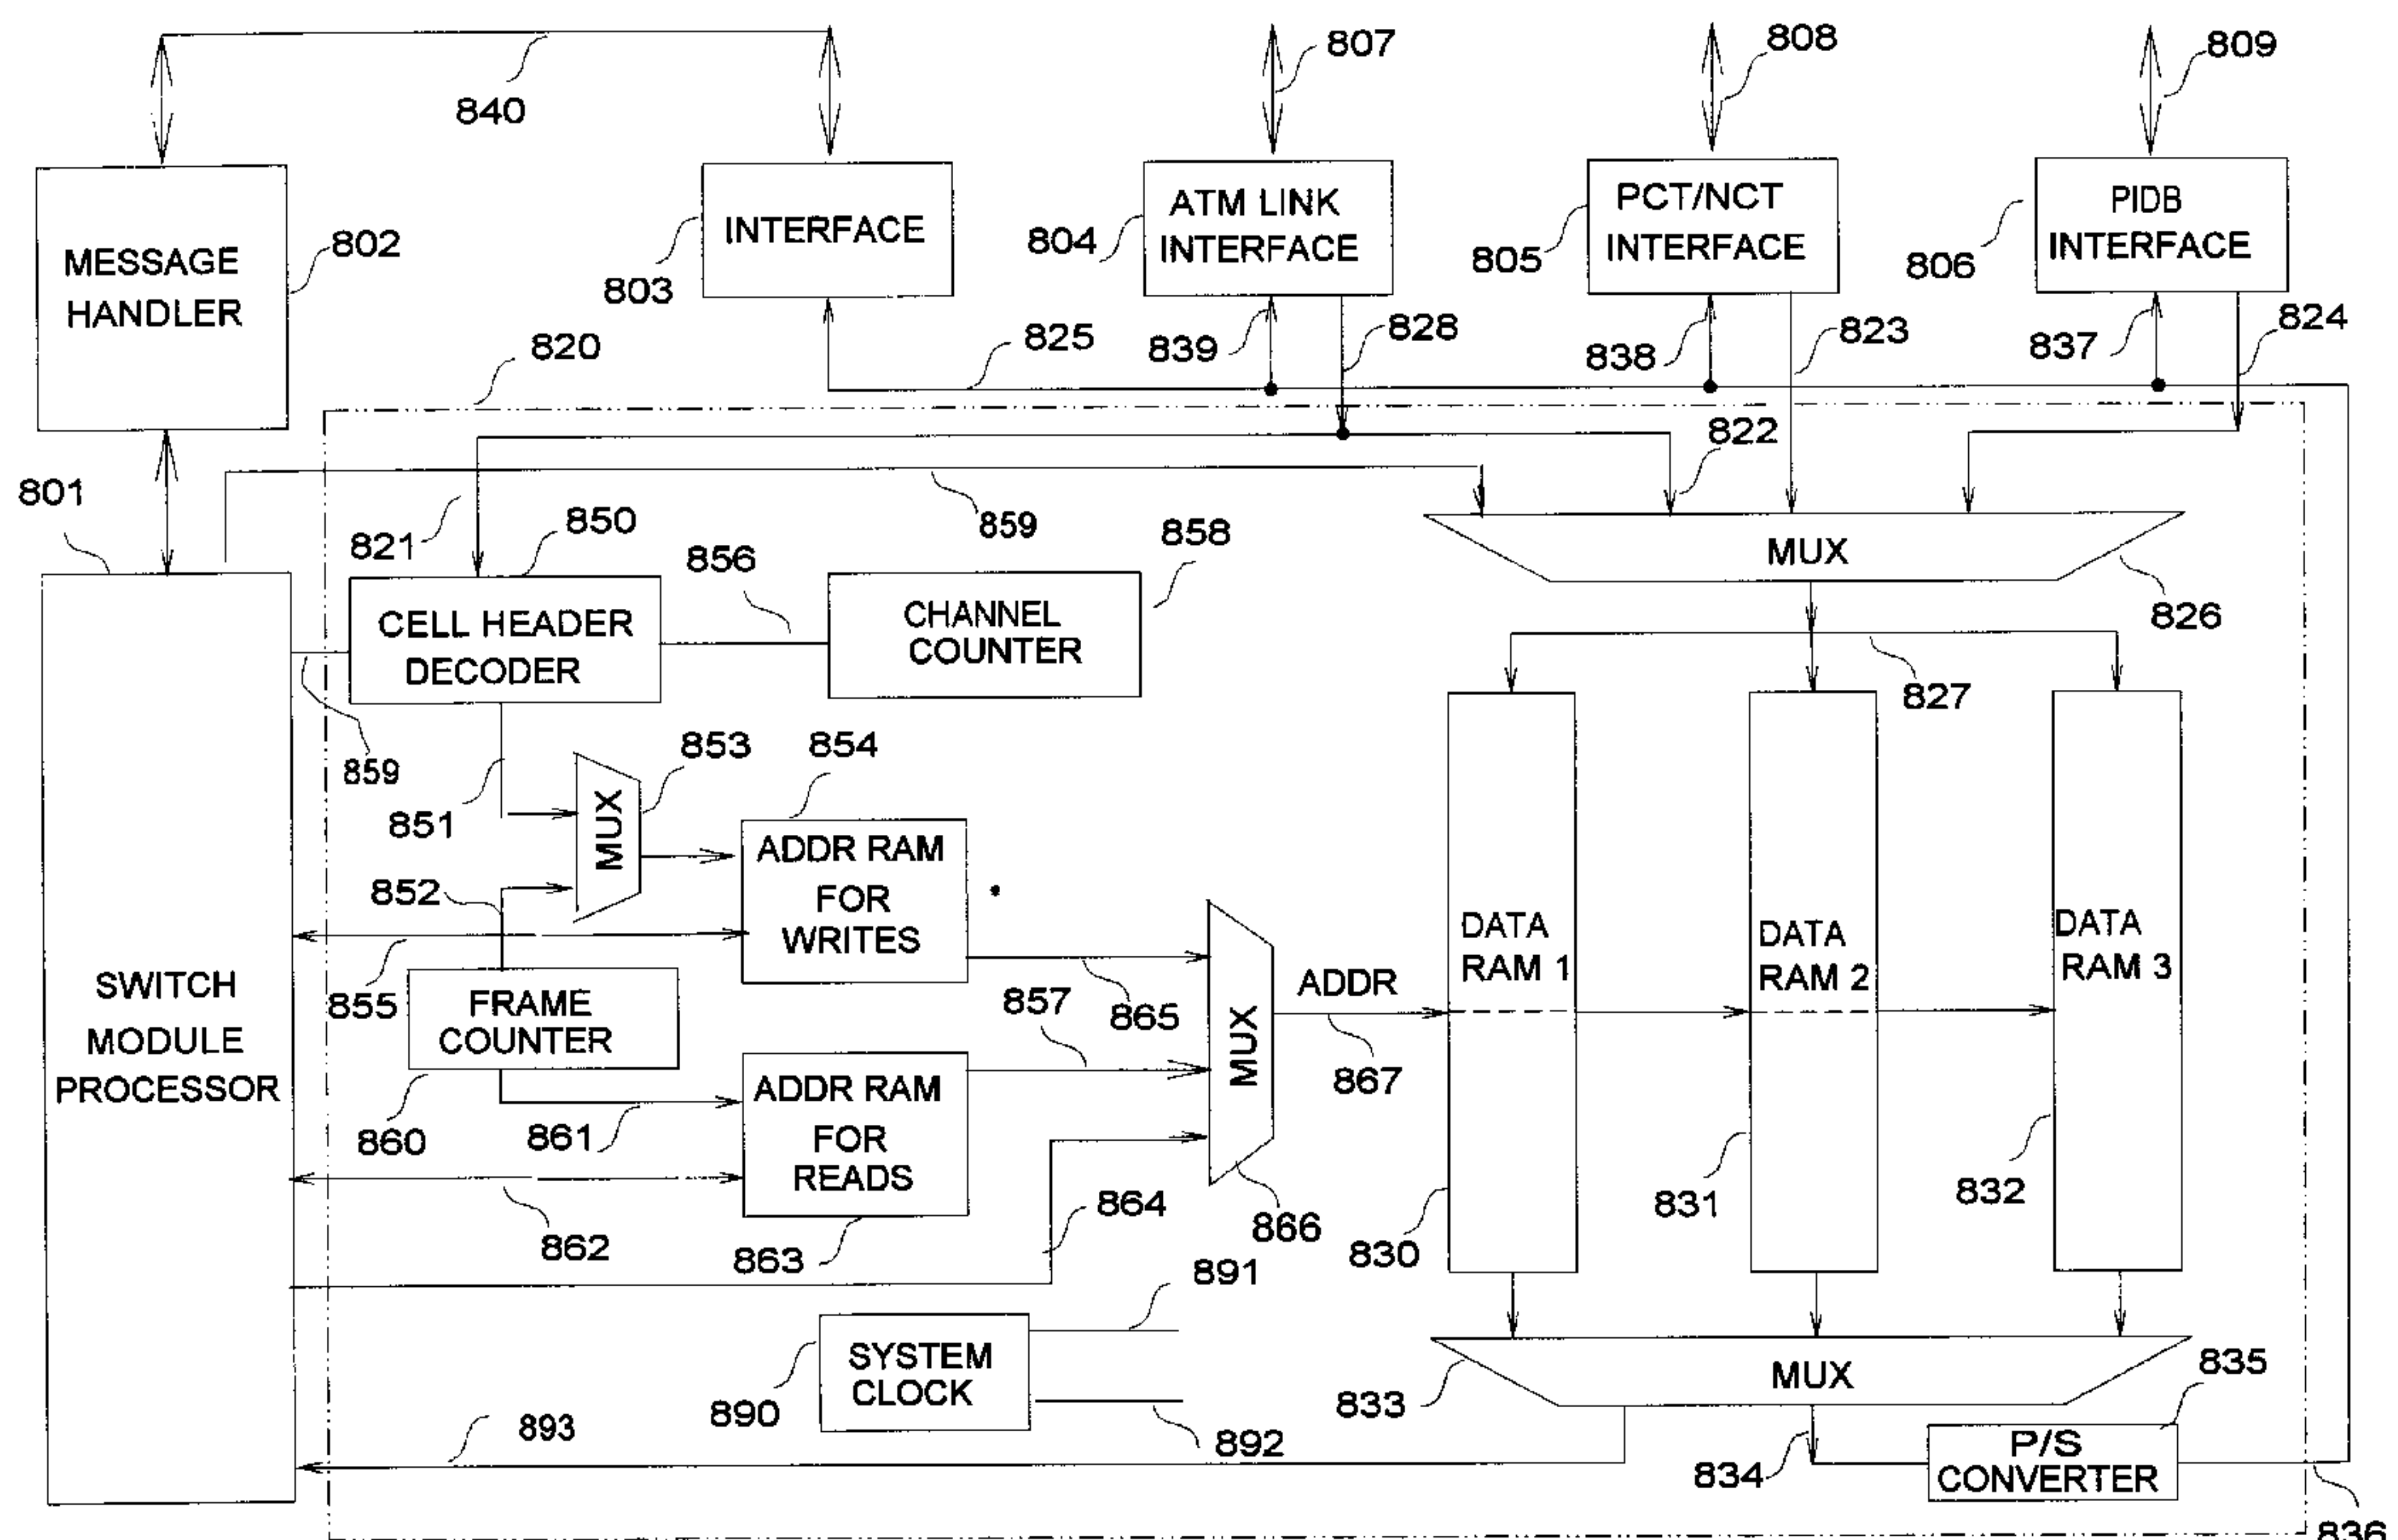 807
808
809
840
MESSAGE
HANDLER
802
INTERFACE
803
ATM LINK
INTERFACE
804
PCT/NCT
INTERFACE
805
PIDB
INTERFACE
806
820
825
839
828
838
823
837
824
822
801
821
850
859
858
856
CELL HEADER
DECODER
CHANNEL
COUNTER
MUX
826
827
859
851
853
854
MUX
ADDR RAM
FOR
WRITES
852
855
FRAME
COUNTER
860
861
ADDR RAM
FOR
READS
862
863
865
857
MUX
864
866
ADDR
867
SWITCH
MODULE
PROCESSOR
DATA
RAM 1
DATA
RAM 2
DATA
RAM 3
830
831
832
891
SYSTEM
CLOCK
890
892
893
MUX
833
834
835
P/S
CONVERTER
836